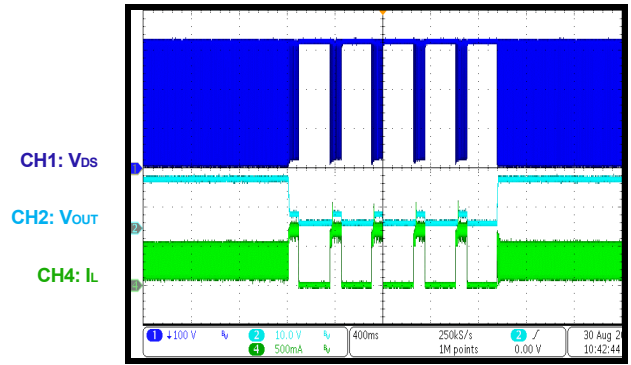 CH1: VDS
CH2: VOUT
CH4: IL
1
2
4
1 100 V 2 10.0 V 400ms 250kS/s 2 30 Aug 2
4 500mA 1M points 0.00 V 10:42:44